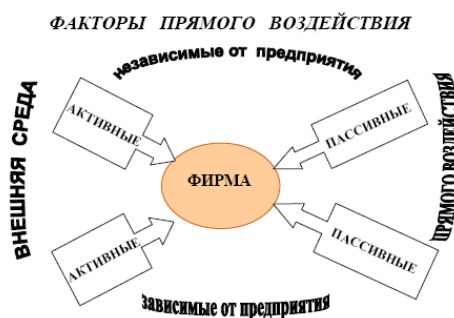 ФАКТОРЫ ПРЯМОГО ВОЗДЕЙСТВИЯ
независимые от предприятия
ВНЕШНЯЯ СРЕДА
АКТИВНЫЕ
ПАССИВНЫЕ
ПРЯМОГО ВОЗДЕЙСТВИЯ
ФИРМА
АКТИВНЫЕ
ПАССИВНЫЕ
зависимые от предприятия